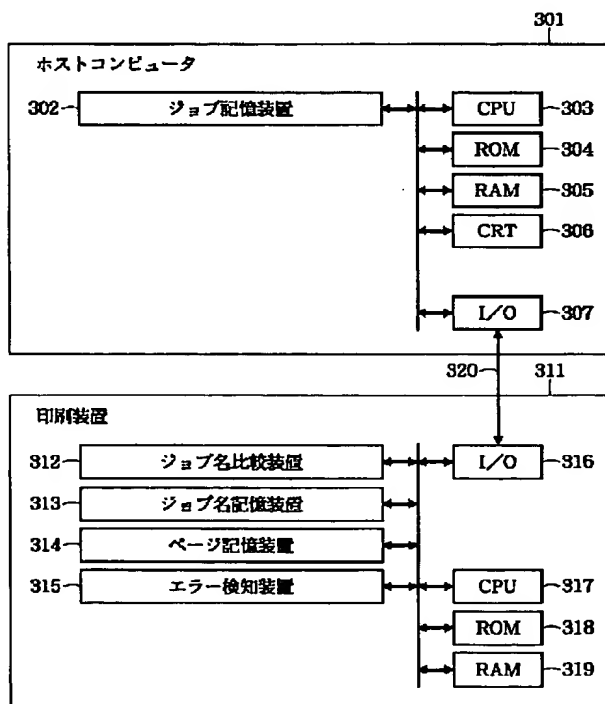 301
ホストコンピュータ
302 ジョブ記憶装置 CPU 303
ROM 304
RAM 305
CRT 306
I/O 307
320 311
印刷装置
312 ジョブ名比較装置 I/O 316
313 ジョブ名記憶装置
314 ページ記憶装置
315 エラー検知装置 CPU 317
ROM 318
RAM 319